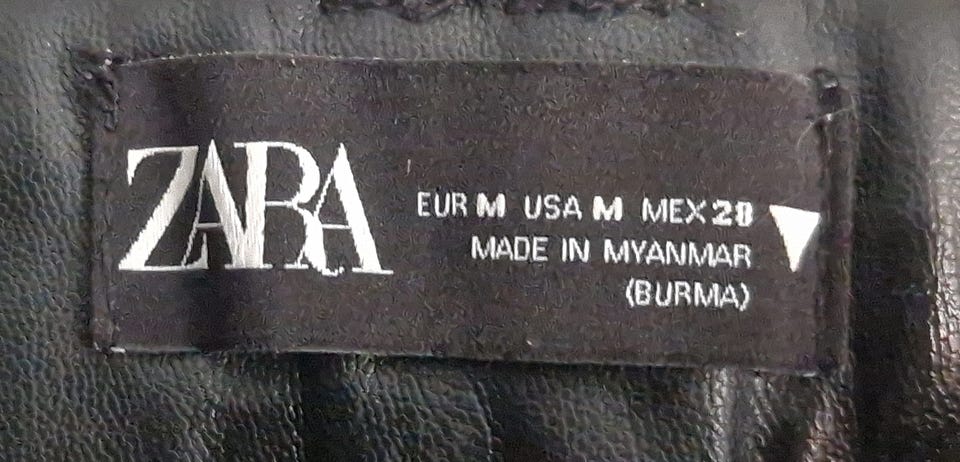 ZARA
EUR M USA M MEX 28
MADE IN MYANMAR
(BURMA)